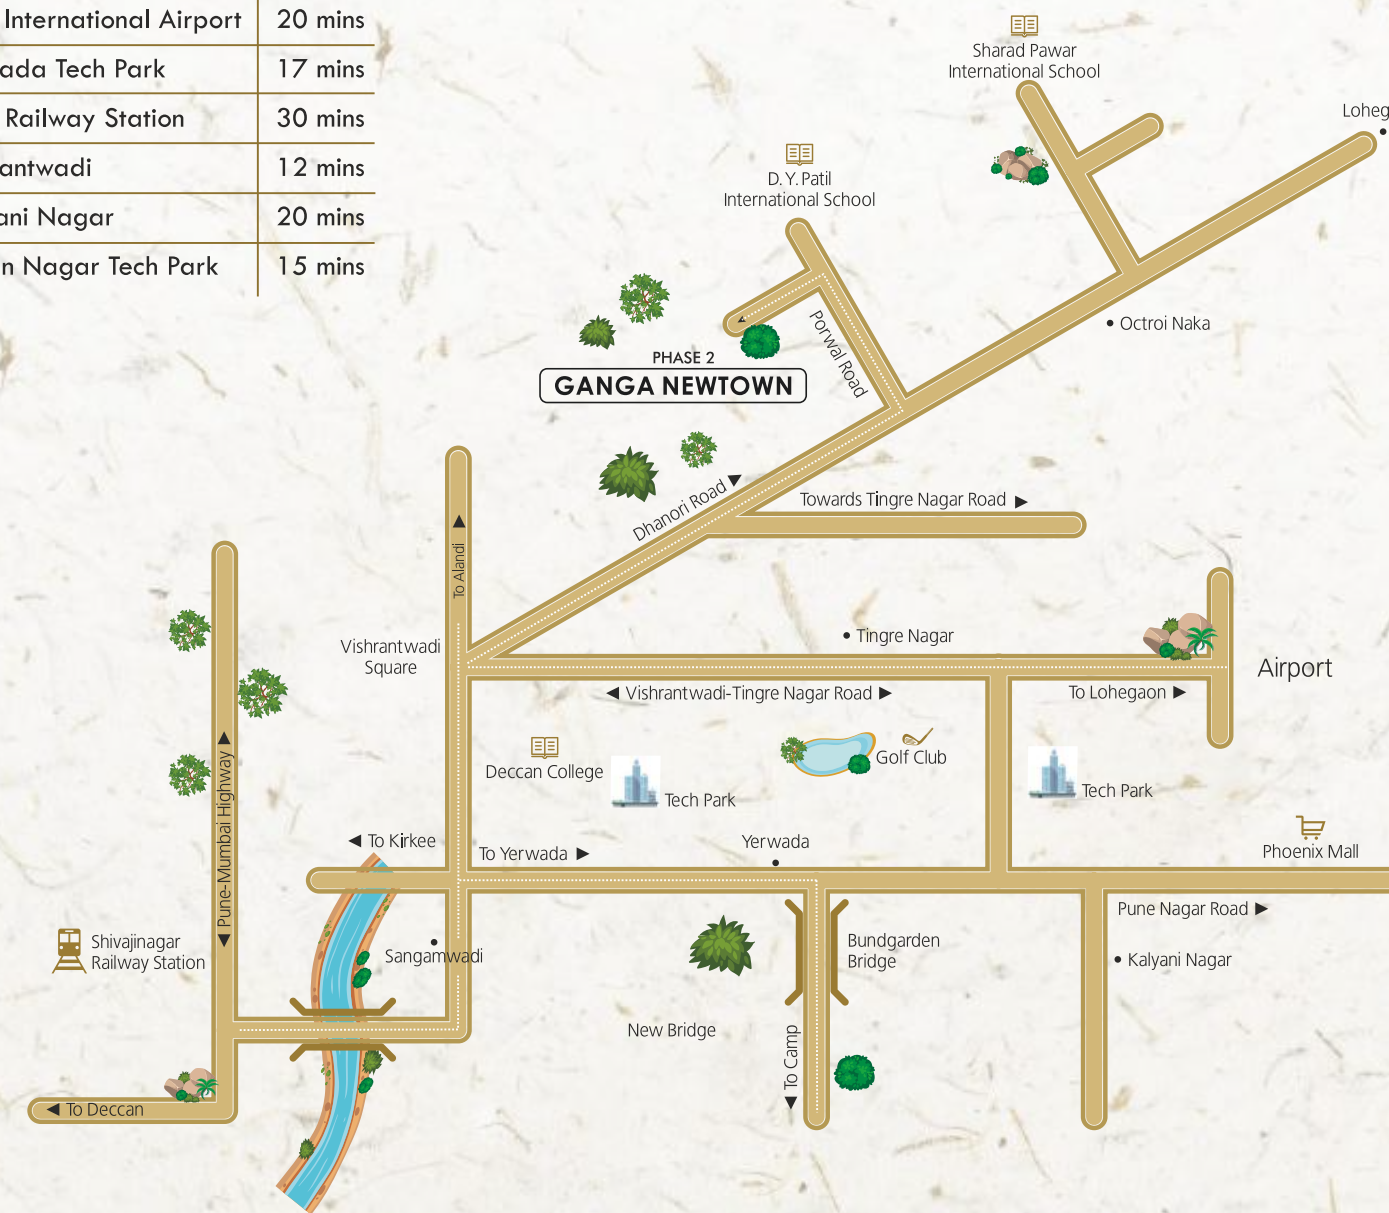 International Airport 20 mins
ada Tech Park 17 mins
Railway Station 30 mins
antwadi 12 mins
ani Nagar 20 mins
n Nagar Tech Park 15 mins
Sharad Pawar
International School
Loheg
D. Y. Patil
International School
Octroi Naka
Porwal Road
PHASE 2
GANGA NEWTOWN
Dhanori Road
Towards Tingre Nagar Road
To Alandi
Vishrantwadi
Square
Tingre Nagar
Airport
Vishrantwadi-Tingre Nagar Road
To Lohegaon
Deccan College
Tech Park
Golf Club
Tech Park
Pune-Mumbai Highway
To Kirkee
To Yerwada
Yerwada
Phoenix Mall
Pune Nagar Road
Shivajinagar
Railway Station
Sangamwadi
Bundgarden
Bridge
Kalyani Nagar
New Bridge
To Camp
To Deccan